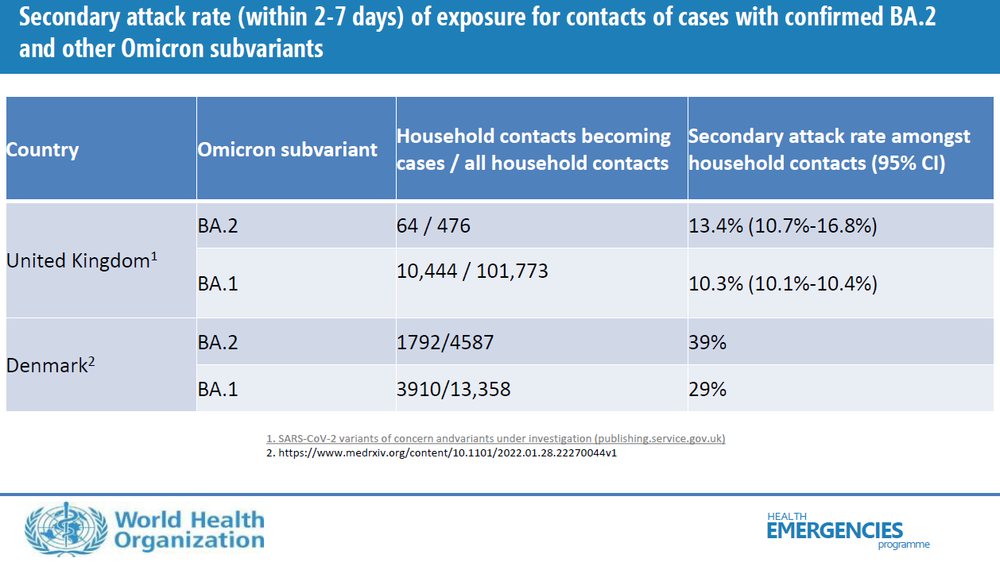 Secondary attack rate (within 2-7 days) of exposure for contacts of cases with confirmed BA.2
and other Omicron subvariants
Country
Omicron subvariant
Household contacts becoming
cases / all household contacts
Secondary attack rate amongst
household contacts (95% CI)
United Kingdom¹
BA.2
64 / 476
13.4% (10.7%-16.8%)
BA.1
10,444 / 101,773
10.3% (10.1%-10.4%)
Denmark²
BA.2
1792/4587
39%
BA.1
3910/13,358
29%
1. SARS-CoV-2 variants of concern andvariants under investigation (publishing.service.gov.uk)
2. https://www.medrxiv.org/content/10.1101/2022.01.28.22270044v1
World Health
Organization
HEALTH
EMERGENCIES
programme